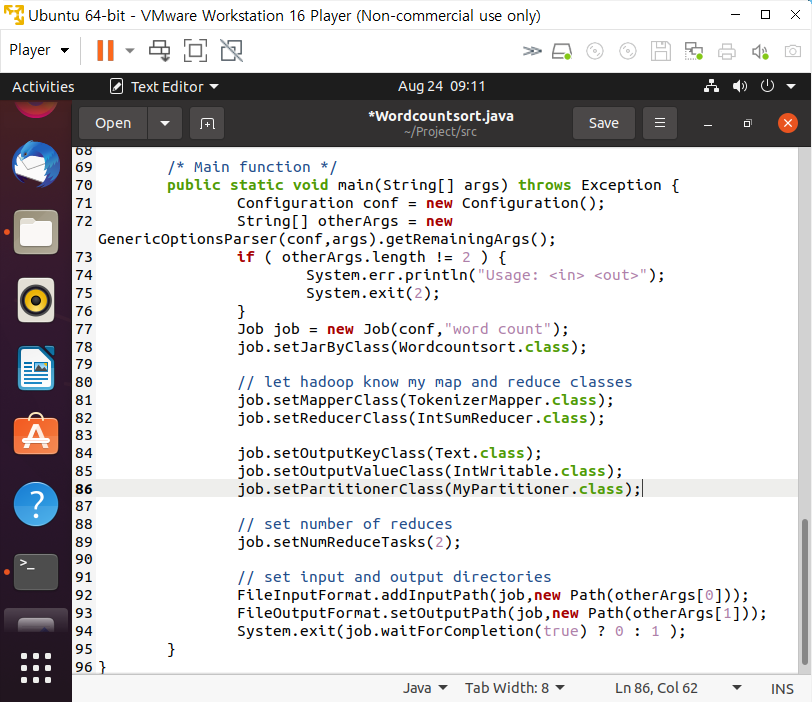 Ubuntu 64-bit - VMware Workstation 16 Player (Non-commercial use only)
Player
Activities
Text Editor
Aug 24 09:11
Open
*Wordcountsort.java
~/Project/src
Save
68
69 /* Main function */
70 public static void main(String[] args) throws Exception {
71 Configuration conf = new Configuration();
72 String[] otherArgs = new
GenericOptionsParser(conf,args).getRemainingArgs();
73 if ( otherArgs.length != 2 ) {
74 System.err.println("Usage: <in> <out>");
75 System.exit(2);
76 }
77 Job job = new Job(conf,"word count");
78 job.setJarByClass(Wordcountsort.class);
79
80 // let hadoop know my map and reduce classes
81 job.setMapperClass(TokenizerMapper.class);
82 job.setReducerClass(IntSumReducer.class);
83
84 job.setOutputKeyClass(Text.class);
85 job.setOutputValueClass(IntWritable.class);
86 job.setPartitionerClass(MyPartitioner.class);
87
88 // set number of reduces
89 job.setNumReduceTasks(2);
90
91 // set input and output directories
92 FileInputFormat.addInputPath(job,new Path(otherArgs[0]));
93 FileOutputFormat.setOutputPath(job,new Path(otherArgs[1]));
94 System.exit(job.waitForCompletion(true) ? 0 : 1 );
95 }
96 }
Java
Tab Width: 8
Ln 86, Col 62
INS